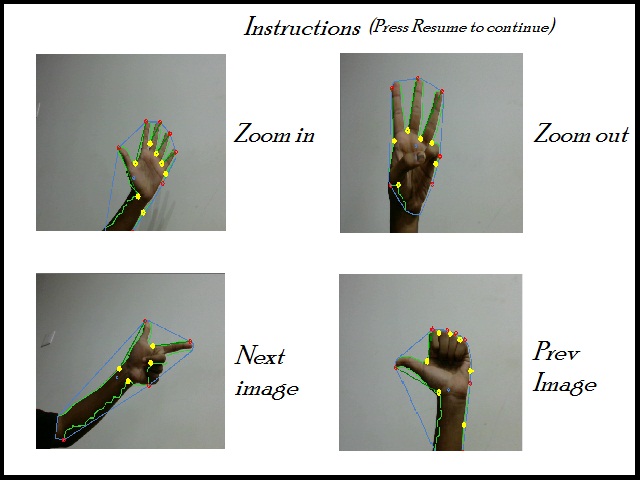 Instructions (Press Resume to continue)
Zoom in
Zoom out
Next
image
Prev
Image